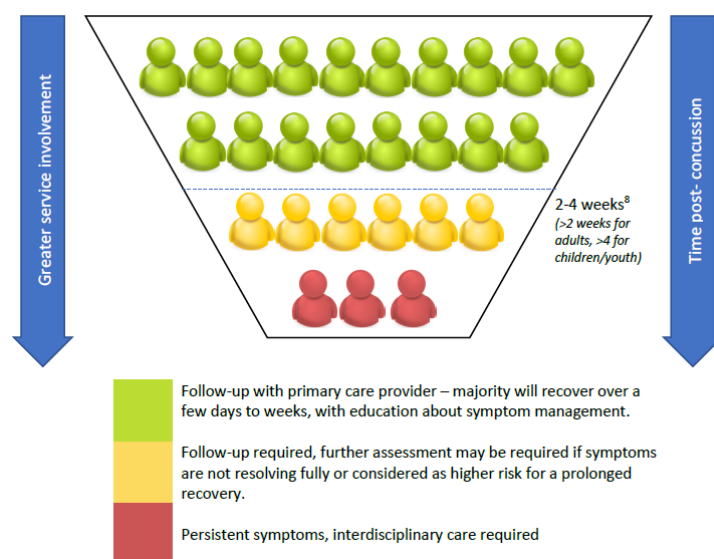 Greater service involvement
2-4 weeks⁸
(>2 weeks for
adults, >4 for
children/youth)
Time post- concussion
Follow-up with primary care provider – majority will recover over a
few days to weeks, with education about symptom management.
Follow-up required, further assessment may be required if symptoms
are not resolving fully or considered as higher risk for a prolonged
recovery.
Persistent symptoms, interdisciplinary care required